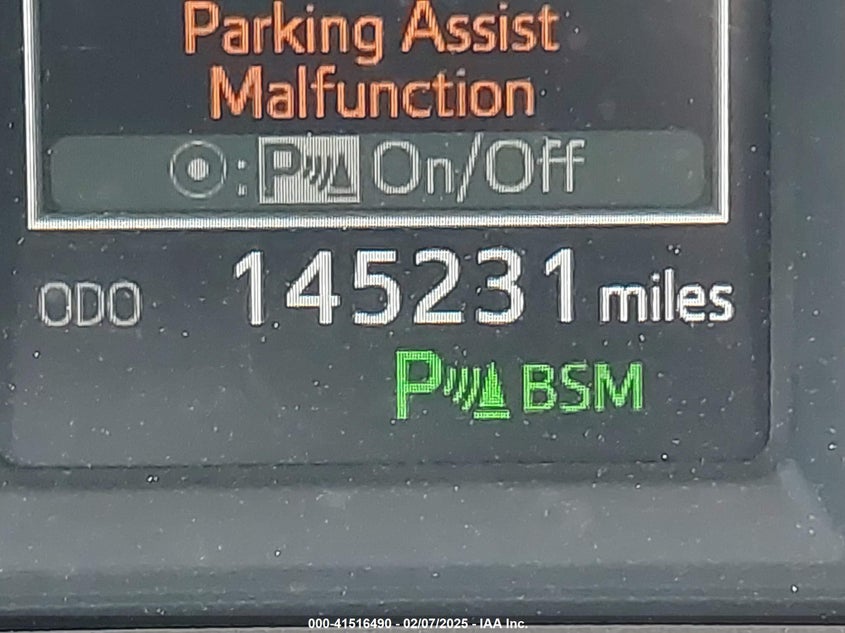 Parking Assist
Malfunction
: P On/Off
ODO 145231 miles
P BSM
000-41516490 - 02/07/2025 - IAA Inc.